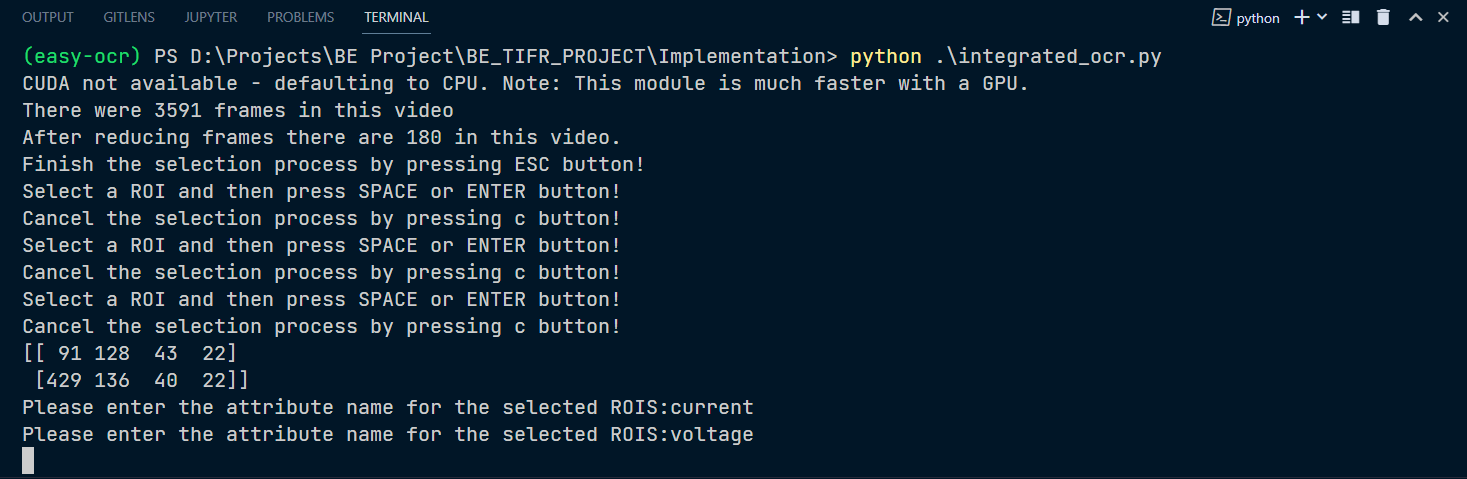 OUTPUT GITLENS JUPYTER PROBLEMS TERMINAL python
(easy-ocr) PS D:\Projects\BE Project\BE_TIFR_PROJECT\Implementation> python .\integrated_ocr.py
CUDA not available - defaulting to CPU. Note: This module is much faster with a GPU.
There were 3591 frames in this video
After reducing frames there are 180 in this video.
Finish the selection process by pressing ESC button!
Select a ROI and then press SPACE or ENTER button!
Cancel the selection process by pressing c button!
Select a ROI and then press SPACE or ENTER button!
Cancel the selection process by pressing c button!
Select a ROI and then press SPACE or ENTER button!
Cancel the selection process by pressing c button!
[[ 91 128  43  22]
 [429 136  40  22]]
Please enter the attribute name for the selected ROIS:current
Please enter the attribute name for the selected ROIS:voltage